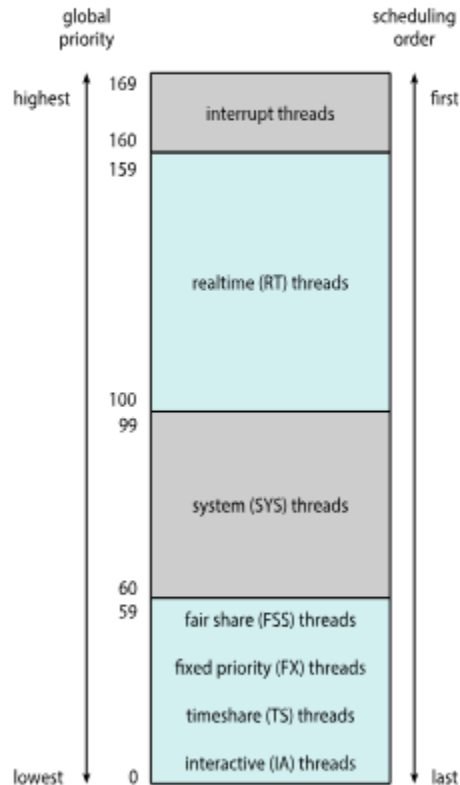 global
priority
scheduling
order
highest
169
first
interrupt threads
160
159
realtime (RT) threads
100
99
system (SYS) threads
60
59
fair share (FSS) threads
fixed priority (FX) threads
timeshare (TS) threads
interactive (IA) threads
lowest
0
last